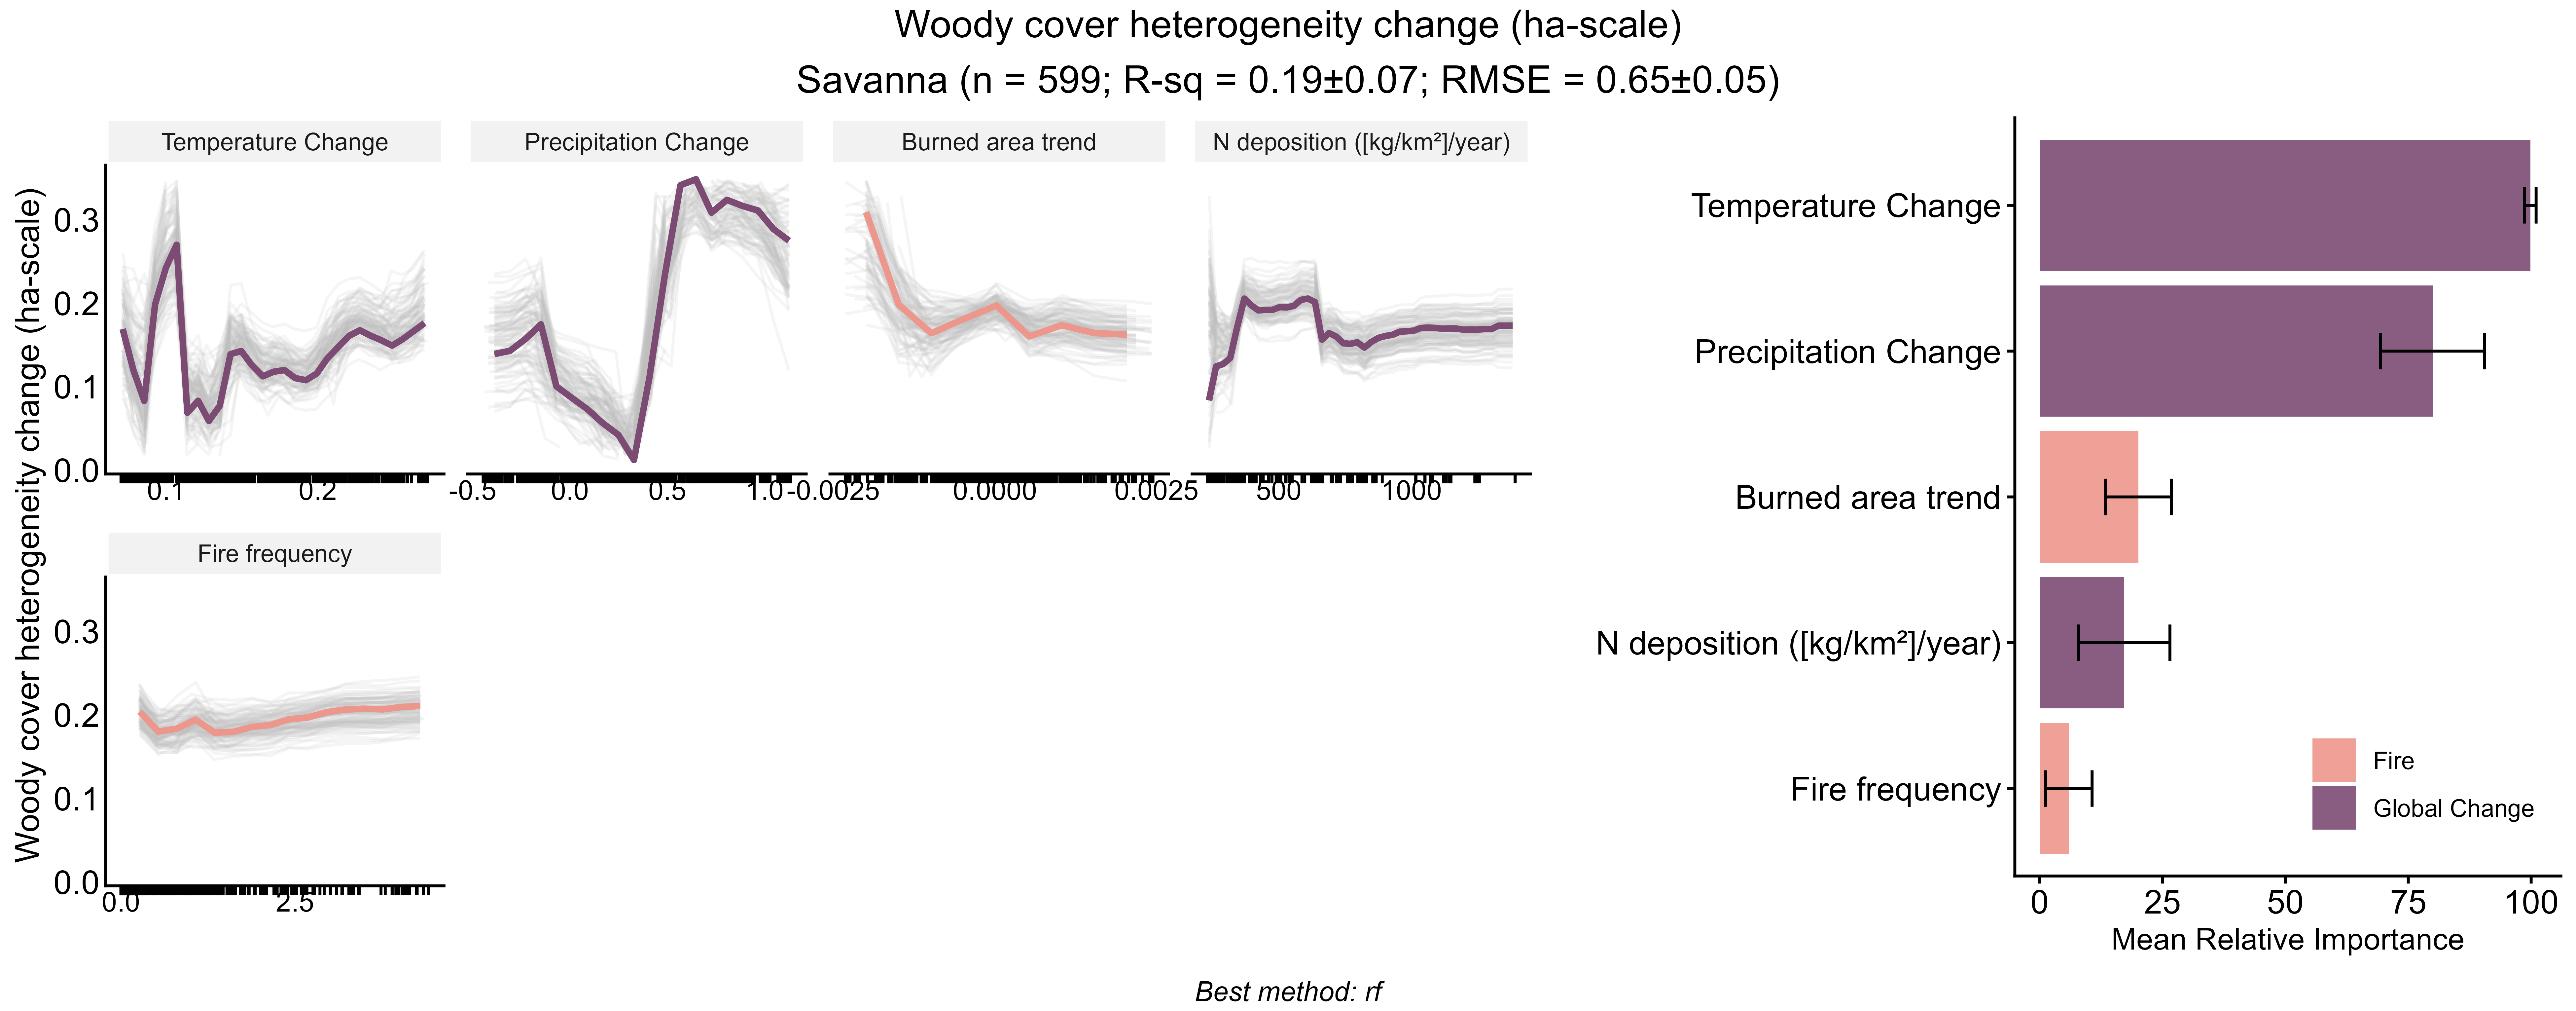 Woody cover heterogeneity change (ha-scale)
Savanna (n = 599; R-sq = 0.19±0.07; RMSE = 0.65±0.05)
Woody cover heterogeneity change (ha-scale)
Temperature Change
Precipitation Change
Burned area trend
N deposition ([kg/km²]/year)
0.3
0.2
0.1
0.0
0.1
0.2
-0.5
0.0
0.5
1.0
-0.0025
0.0000
0.0025
500
1000
Fire frequency
0.3
0.2
0.1
0.0
0.0
2.5
Temperature Change
Precipitation Change
Burned area trend
N deposition ([kg/km²]/year)
Fire frequency
Fire
Global Change
0
25
50
75
100
Mean Relative Importance
Best method: rf